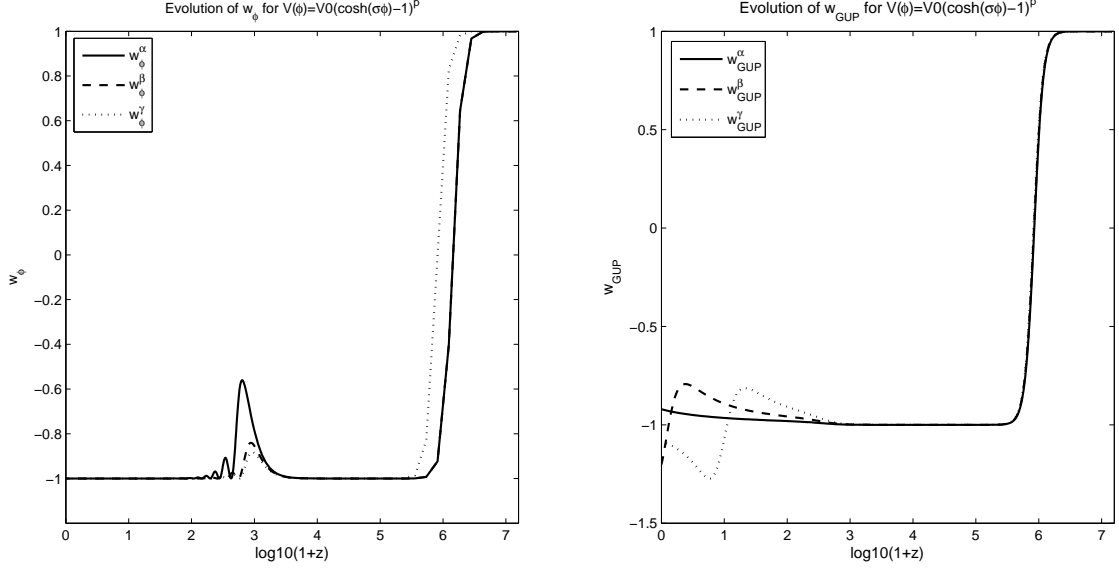 Evolution of w_ϕ for V(ϕ)=V0(cosh(σϕ)−1)^p
w_ϕ^α
w_ϕ^β
w_ϕ^γ
1
0.8
0.6
0.4
0.2
0
−0.2
−0.4
−0.6
−0.8
−1
w_ϕ
0 1 2 3 4 5 6 7
log10(1+z)
Evolution of w_GUP for V(ϕ)=V0(cosh(σϕ)−1)^p
w_GUP^α
w_GUP^β
w_GUP^γ
1
0.5
0
−0.5
−1
−1.5
w_GUP
0 1 2 3 4 5 6 7
log10(1+z)